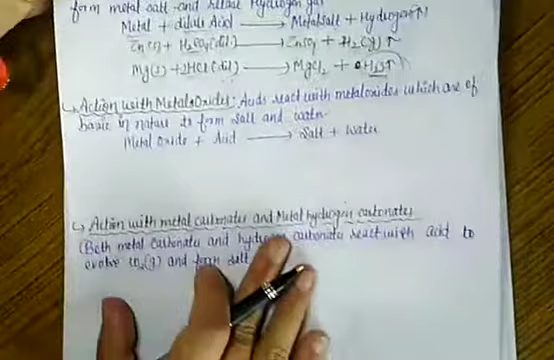 form metal salt and release Hydrogen gas
Metal + dilute Acid → Metal salt + Hydrogen ↑
Zn(s) + H2SO4(dil) → ZnSO4 + H2(g)↑
Mg(s) + 2HCl(dil) → MgCl2 + H2↑
↳ Action with Metal Oxides: Acids react with metal oxides which are of
basic in nature to form salt and water
Metal Oxide + Acid → Salt + Water
↳ Action with metal carbonates and Metal hydrogen carbonates
(Both metal carbonate and hydrogen carbonate react with acid to
evolve CO2(g) and form salt